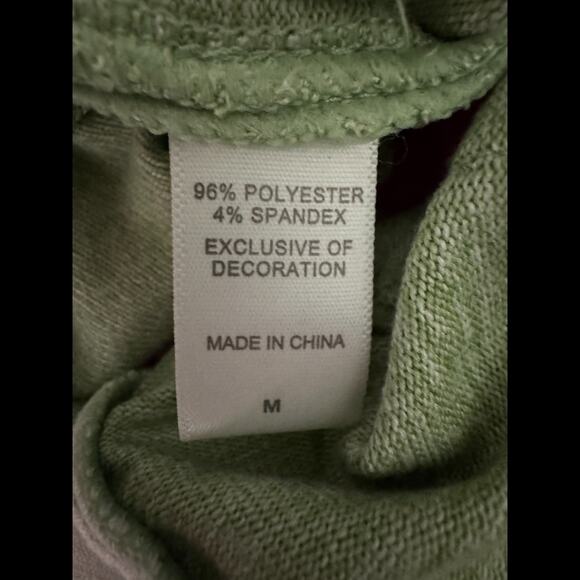 96% POLYESTER
4% SPANDEX
EXCLUSIVE OF
DECORATION
MADE IN CHINA
M